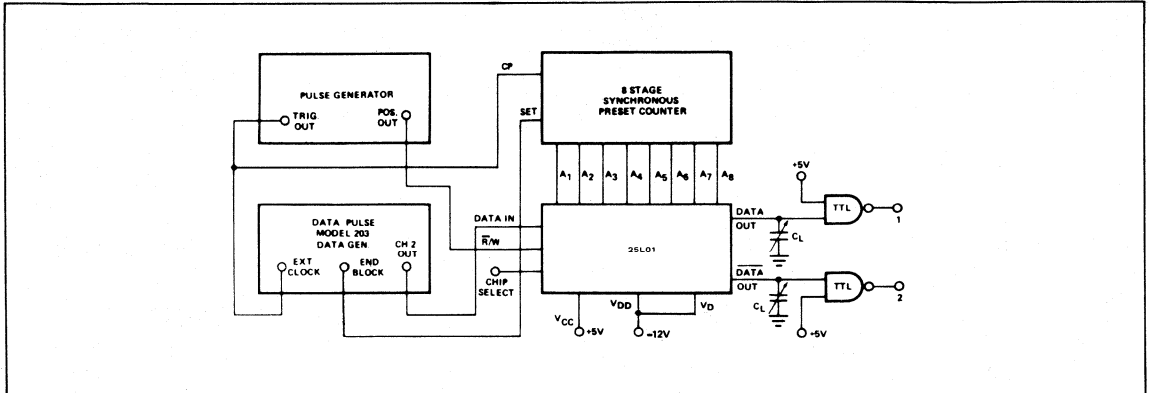 PULSE GENERATOR
TRIG.
OUT
POS.
OUT
CP
SET
8 STAGE
SYNCHRONOUS
PRESET COUNTER
A1 A2 A3 A4 A5 A6 A7 A8
DATA PULSE
MODEL 203
DATA GEN.
EXT
CLOCK
END
BLOCK
CH 2
OUT
DATA IN
R̅/W
CHIP
SELECT
25L01
DATA
OUT
D̅A̅T̅A̅
OUT
VCC
+5V
VDD
-12V
VD
+5V
TTL
1
CL
TTL
2
CL
+5V